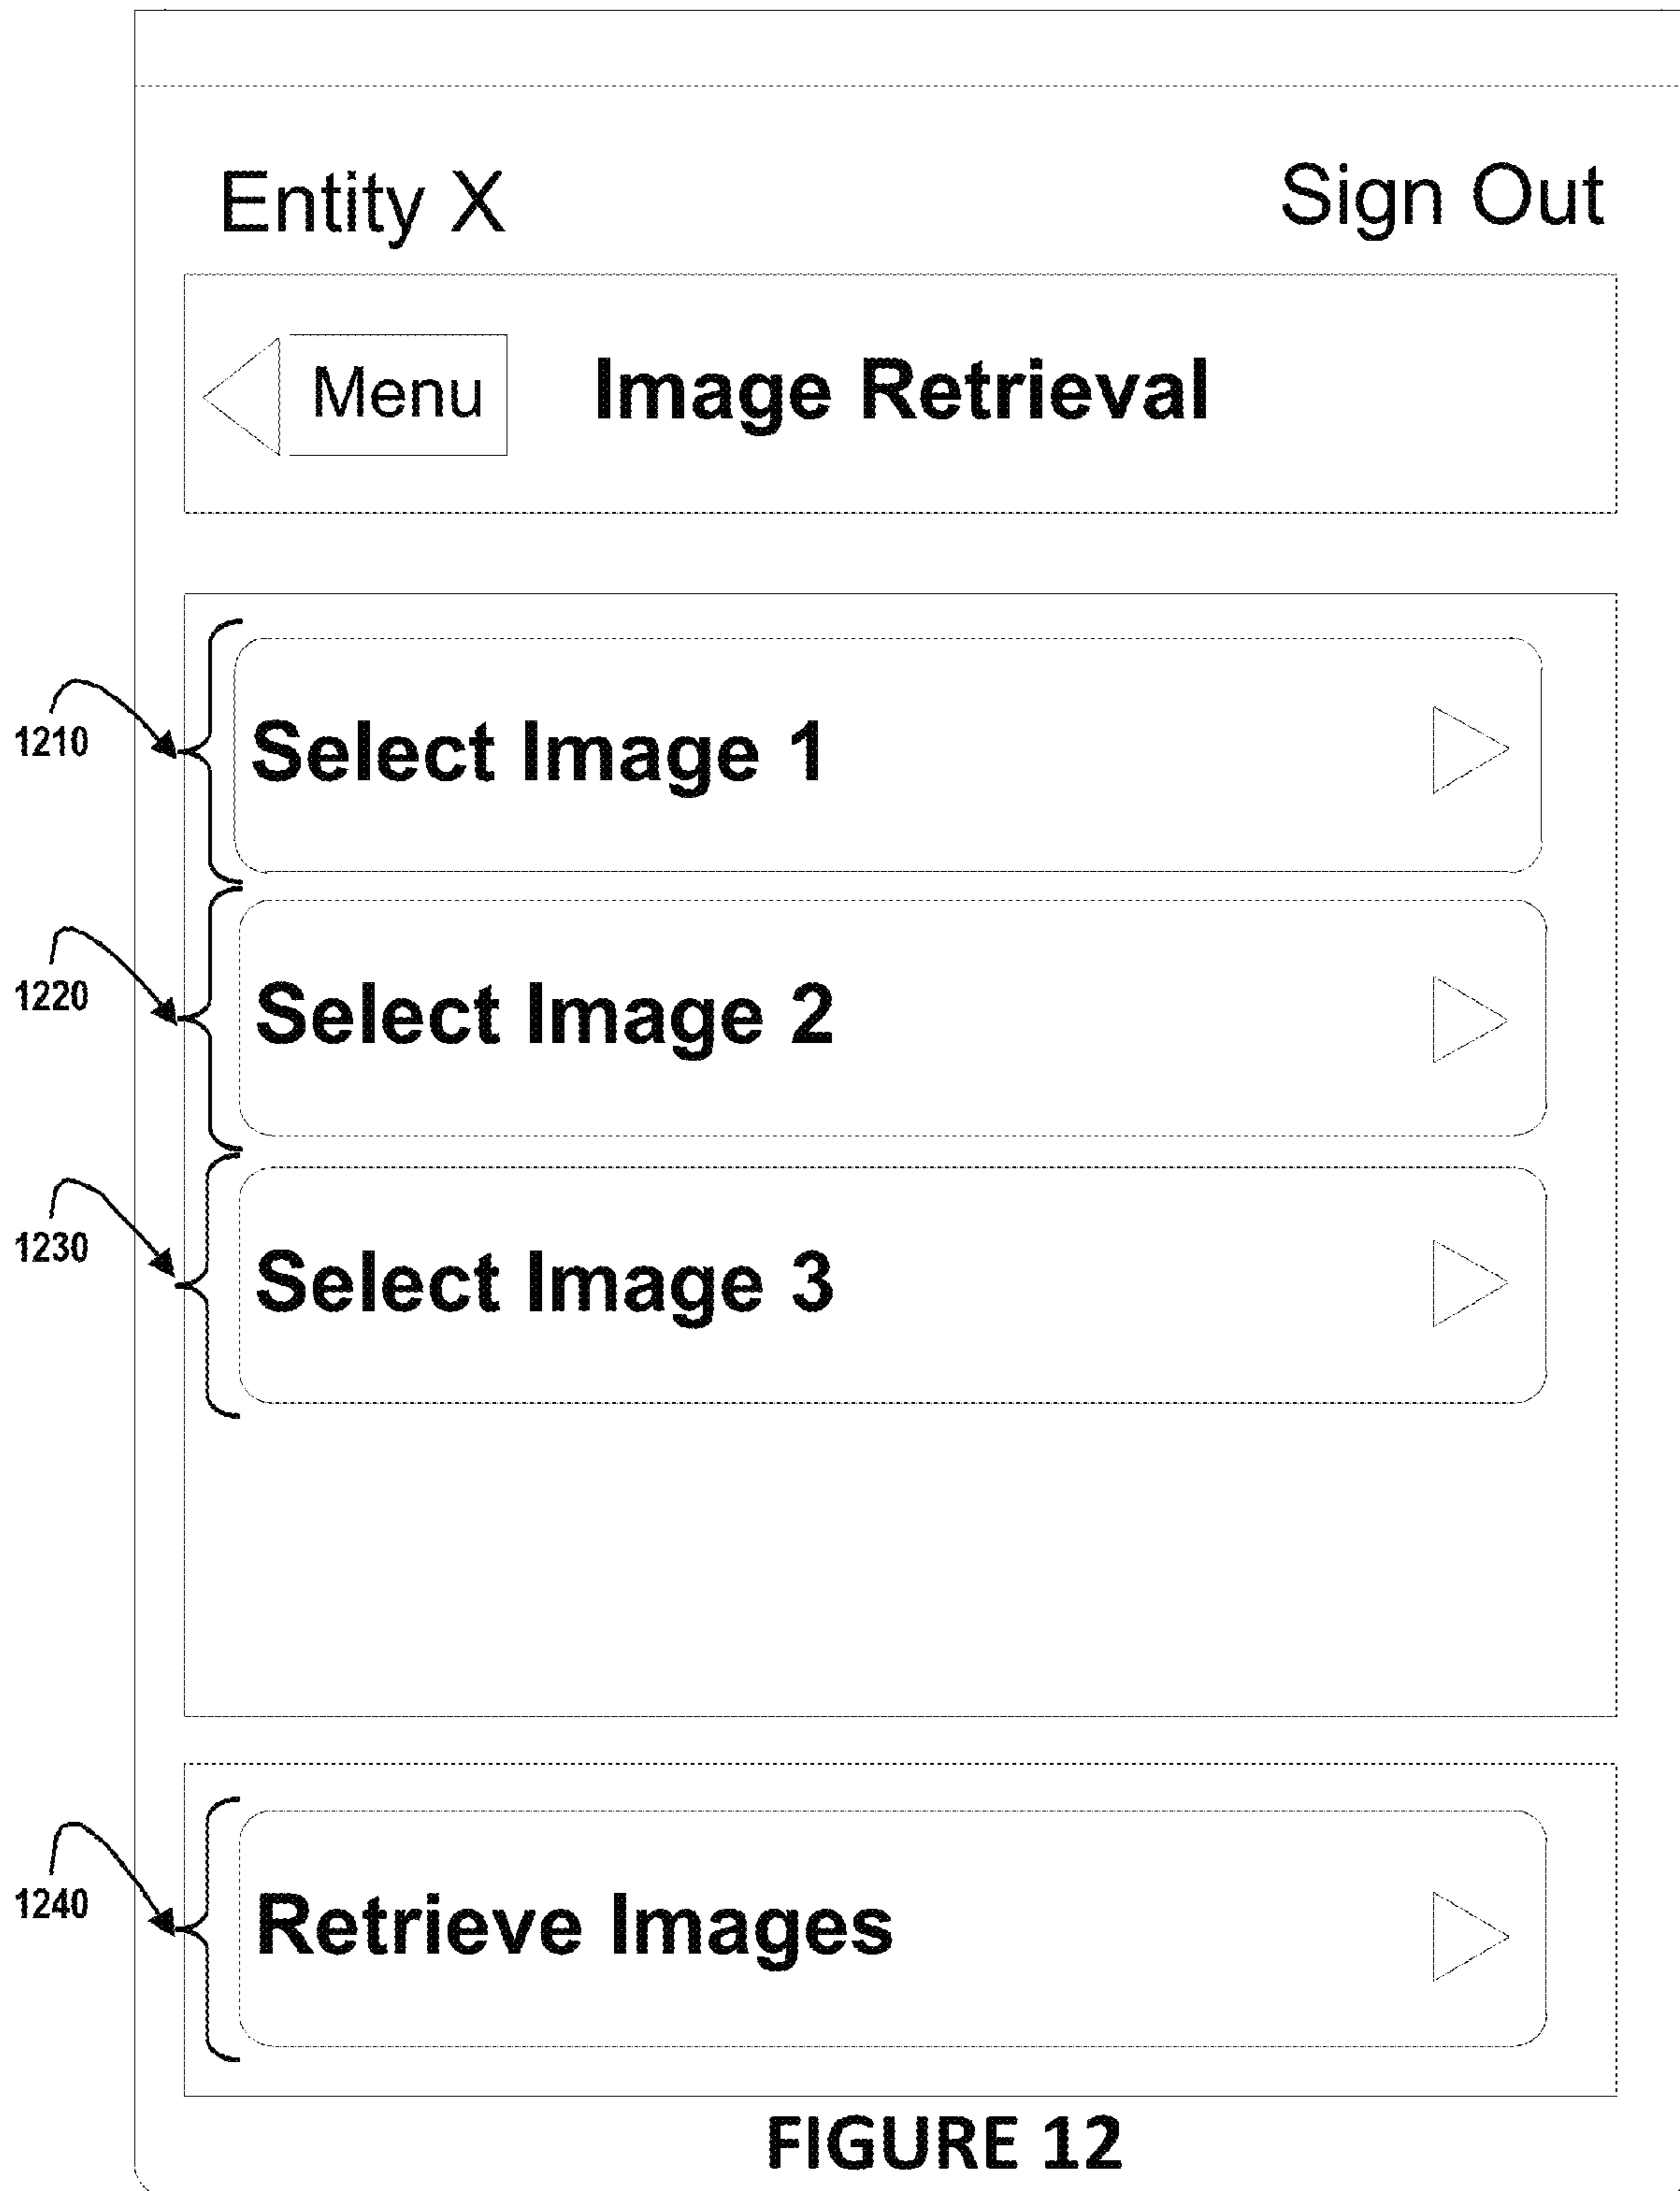 Entity X
Sign Out
Menu
Image Retrieval
1210
Select Image 1
1220
Select Image 2
1230
Select Image 3
1240
Retrieve Images
FIGURE 12